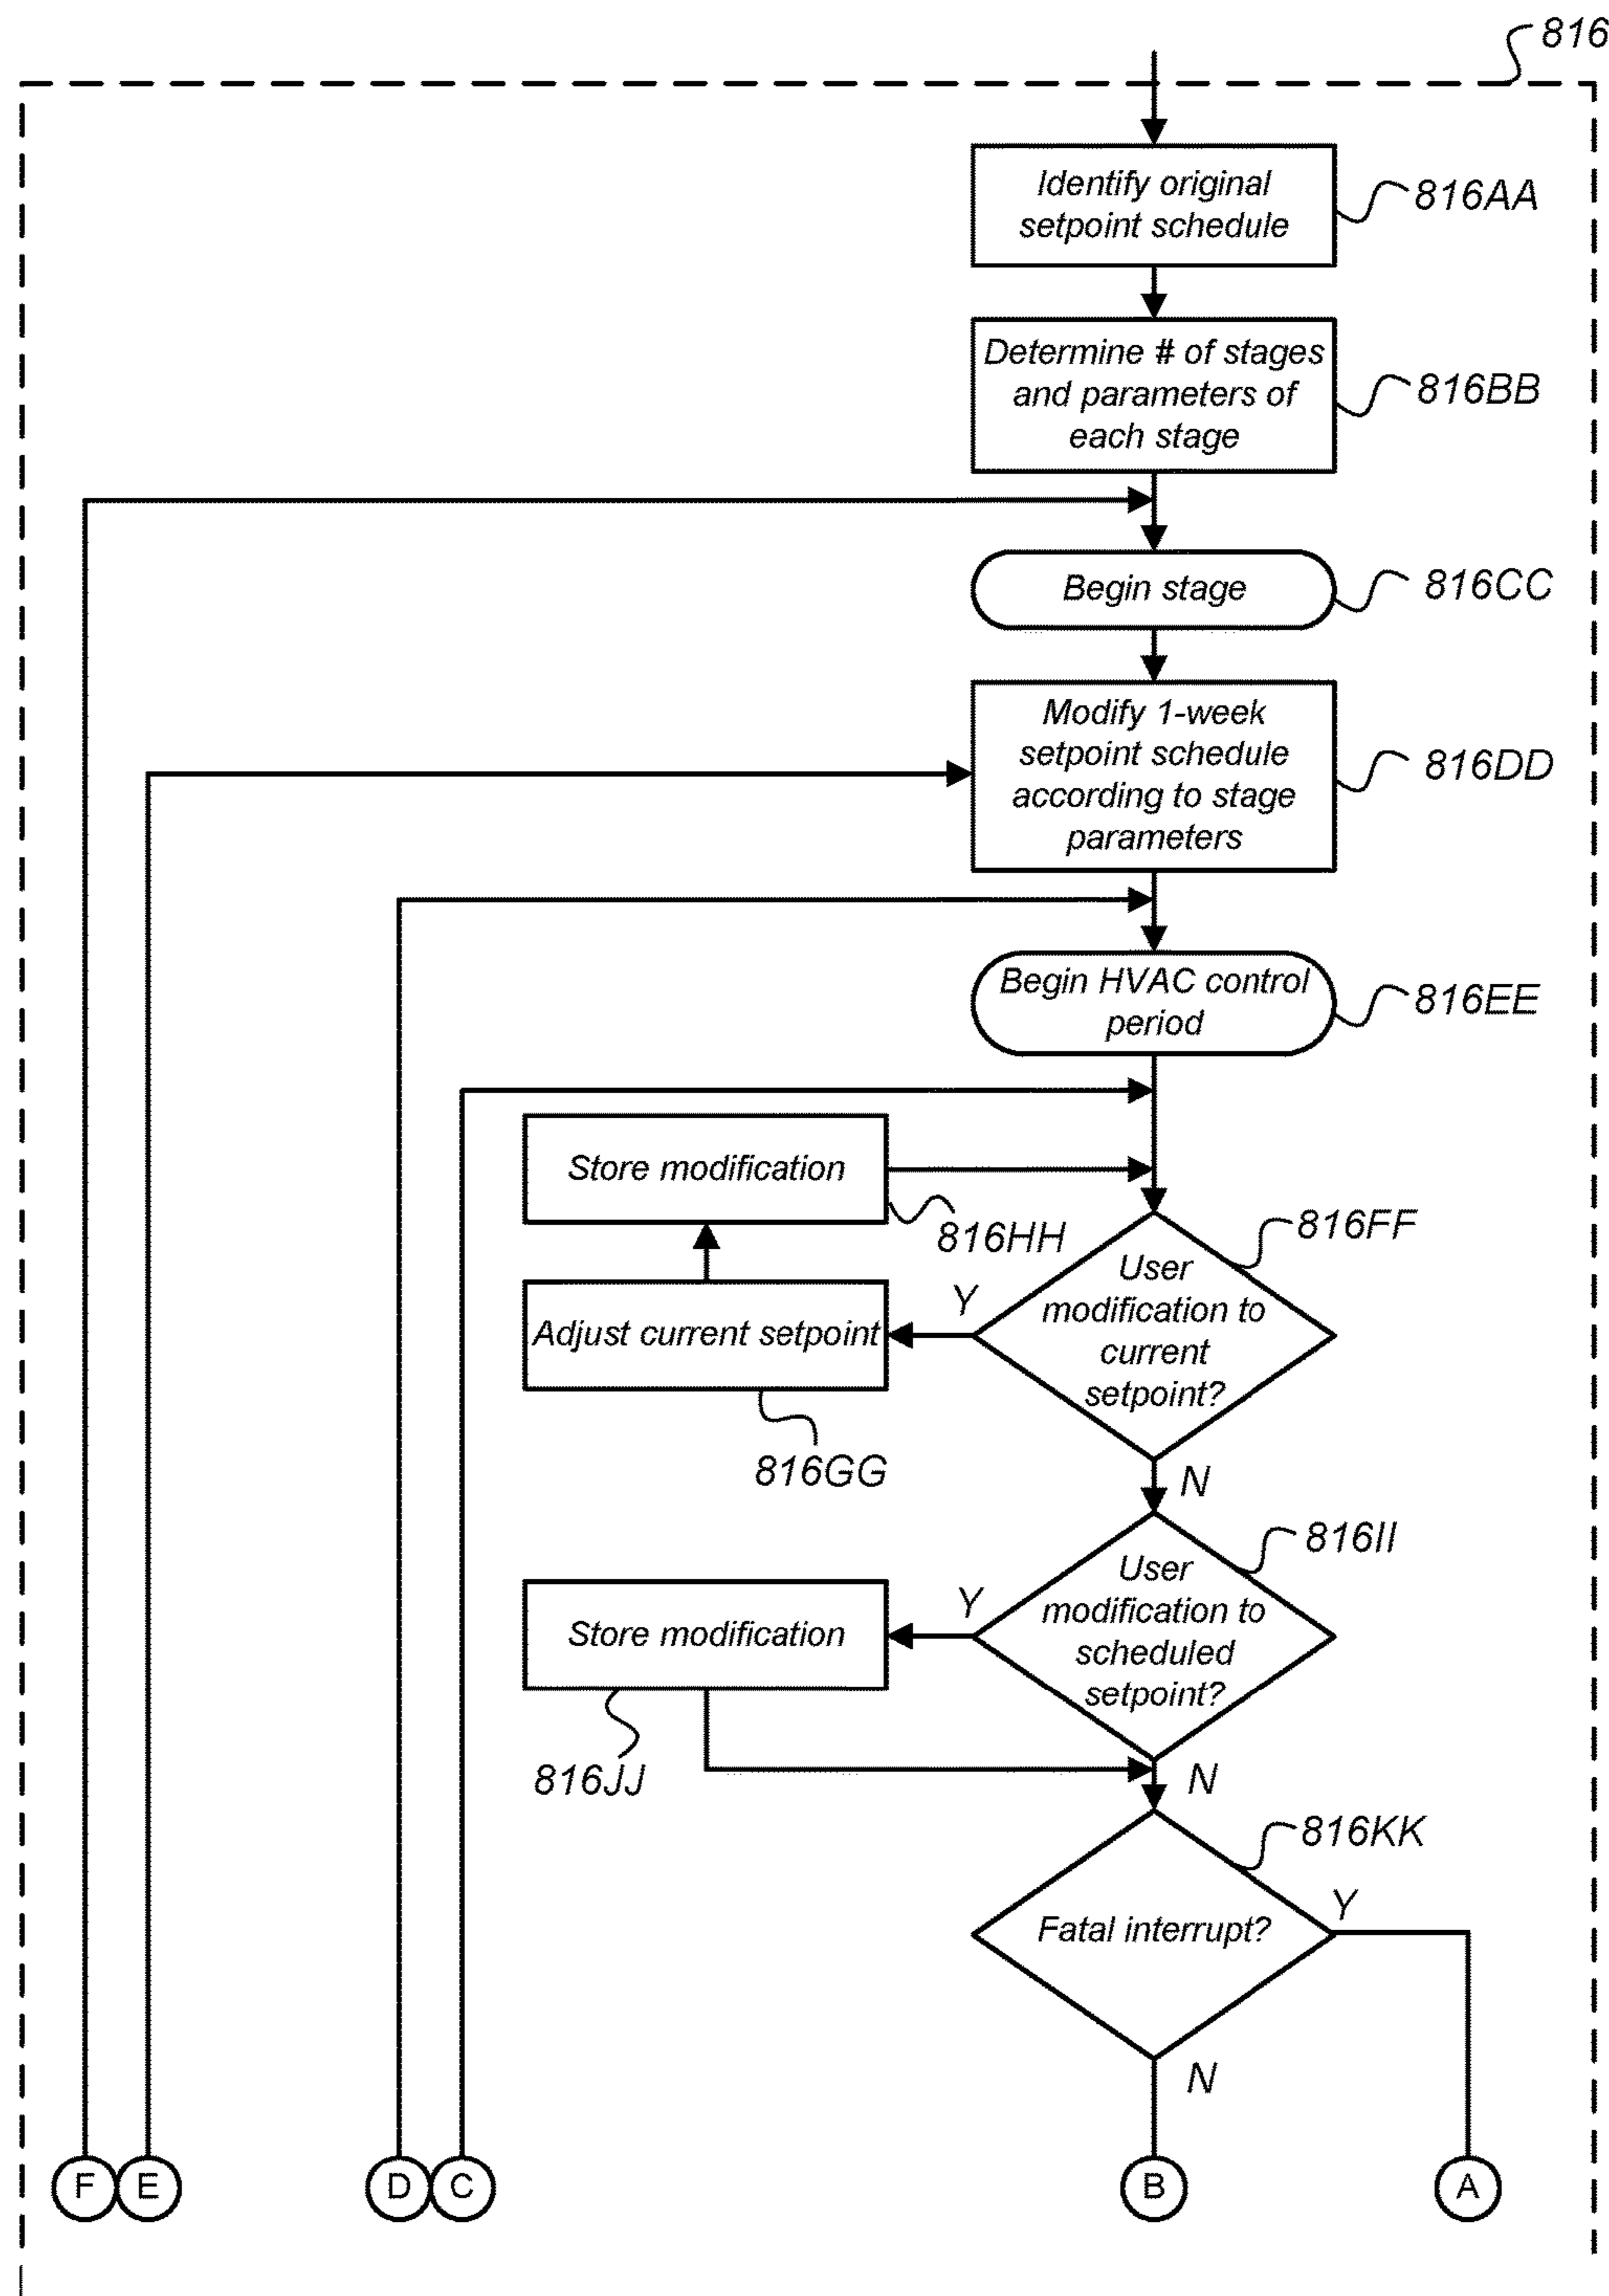 816
Identify original
setpoint schedule
816AA
Determine # of stages
and parameters of
each stage
816BB
Begin stage
816CC
Modify 1-week
setpoint schedule
according to stage
parameters
816DD
Begin HVAC control
period
816EE
Store modification
816HH
816FF
User
modification to
current
setpoint?
Y
Adjust current setpoint
816GG
N
816II
User
modification to
scheduled
setpoint?
Y
Store modification
816JJ
N
816KK
Fatal interrupt?
Y
N
F
E
D
C
B
A